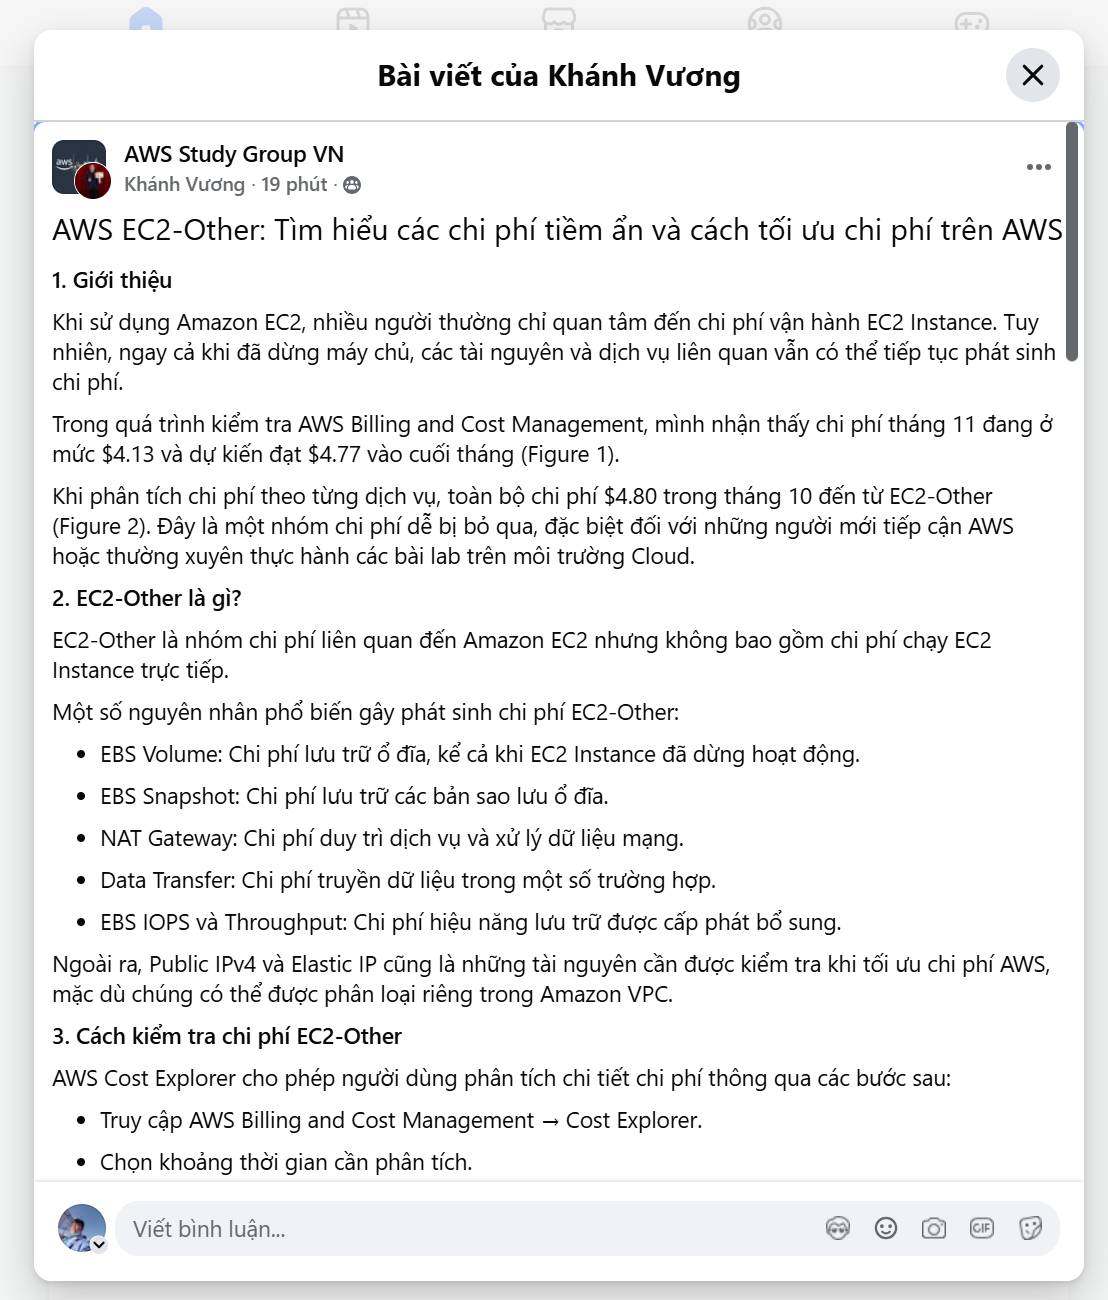 Bài viết của Khánh Vương
aws
AWS Study Group VN
Khánh Vương · 19 phút ·
AWS EC2-Other: Tìm hiểu các chi phí tiềm ẩn và cách tối ưu chi phí trên AWS
1. Giới thiệu
Khi sử dụng Amazon EC2, nhiều người thường chỉ quan tâm đến chi phí vận hành EC2 Instance. Tuy
nhiên, ngay cả khi đã dừng máy chủ, các tài nguyên và dịch vụ liên quan vẫn có thể tiếp tục phát sinh
chi phí.
Trong quá trình kiểm tra AWS Billing and Cost Management, mình nhận thấy chi phí tháng 11 đang ở
mức $4.13 và dự kiến đạt $4.77 vào cuối tháng (Figure 1).
Khi phân tích chi phí theo từng dịch vụ, toàn bộ chi phí $4.80 trong tháng 10 đến từ EC2-Other
(Figure 2). Đây là một nhóm chi phí dễ bị bỏ qua, đặc biệt đối với những người mới tiếp cận AWS
hoặc thường xuyên thực hành các bài lab trên môi trường Cloud.
2. EC2-Other là gì?
EC2-Other là nhóm chi phí liên quan đến Amazon EC2 nhưng không bao gồm chi phí chạy EC2
Instance trực tiếp.
Một số nguyên nhân phổ biến gây phát sinh chi phí EC2-Other:
• EBS Volume: Chi phí lưu trữ ổ đĩa, kể cả khi EC2 Instance đã dừng hoạt động.
• EBS Snapshot: Chi phí lưu trữ các bản sao lưu ổ đĩa.
• NAT Gateway: Chi phí duy trì dịch vụ và xử lý dữ liệu mạng.
• Data Transfer: Chi phí truyền dữ liệu trong một số trường hợp.
• EBS IOPS và Throughput: Chi phí hiệu năng lưu trữ được cấp phát bổ sung.
Ngoài ra, Public IPv4 và Elastic IP cũng là những tài nguyên cần được kiểm tra khi tối ưu chi phí AWS,
mặc dù chúng có thể được phân loại riêng trong Amazon VPC.
3. Cách kiểm tra chi phí EC2-Other
AWS Cost Explorer cho phép người dùng phân tích chi tiết chi phí thông qua các bước sau:
• Truy cập AWS Billing and Cost Management → Cost Explorer.
• Chọn khoảng thời gian cần phân tích.
Viết bình luận...
GIF